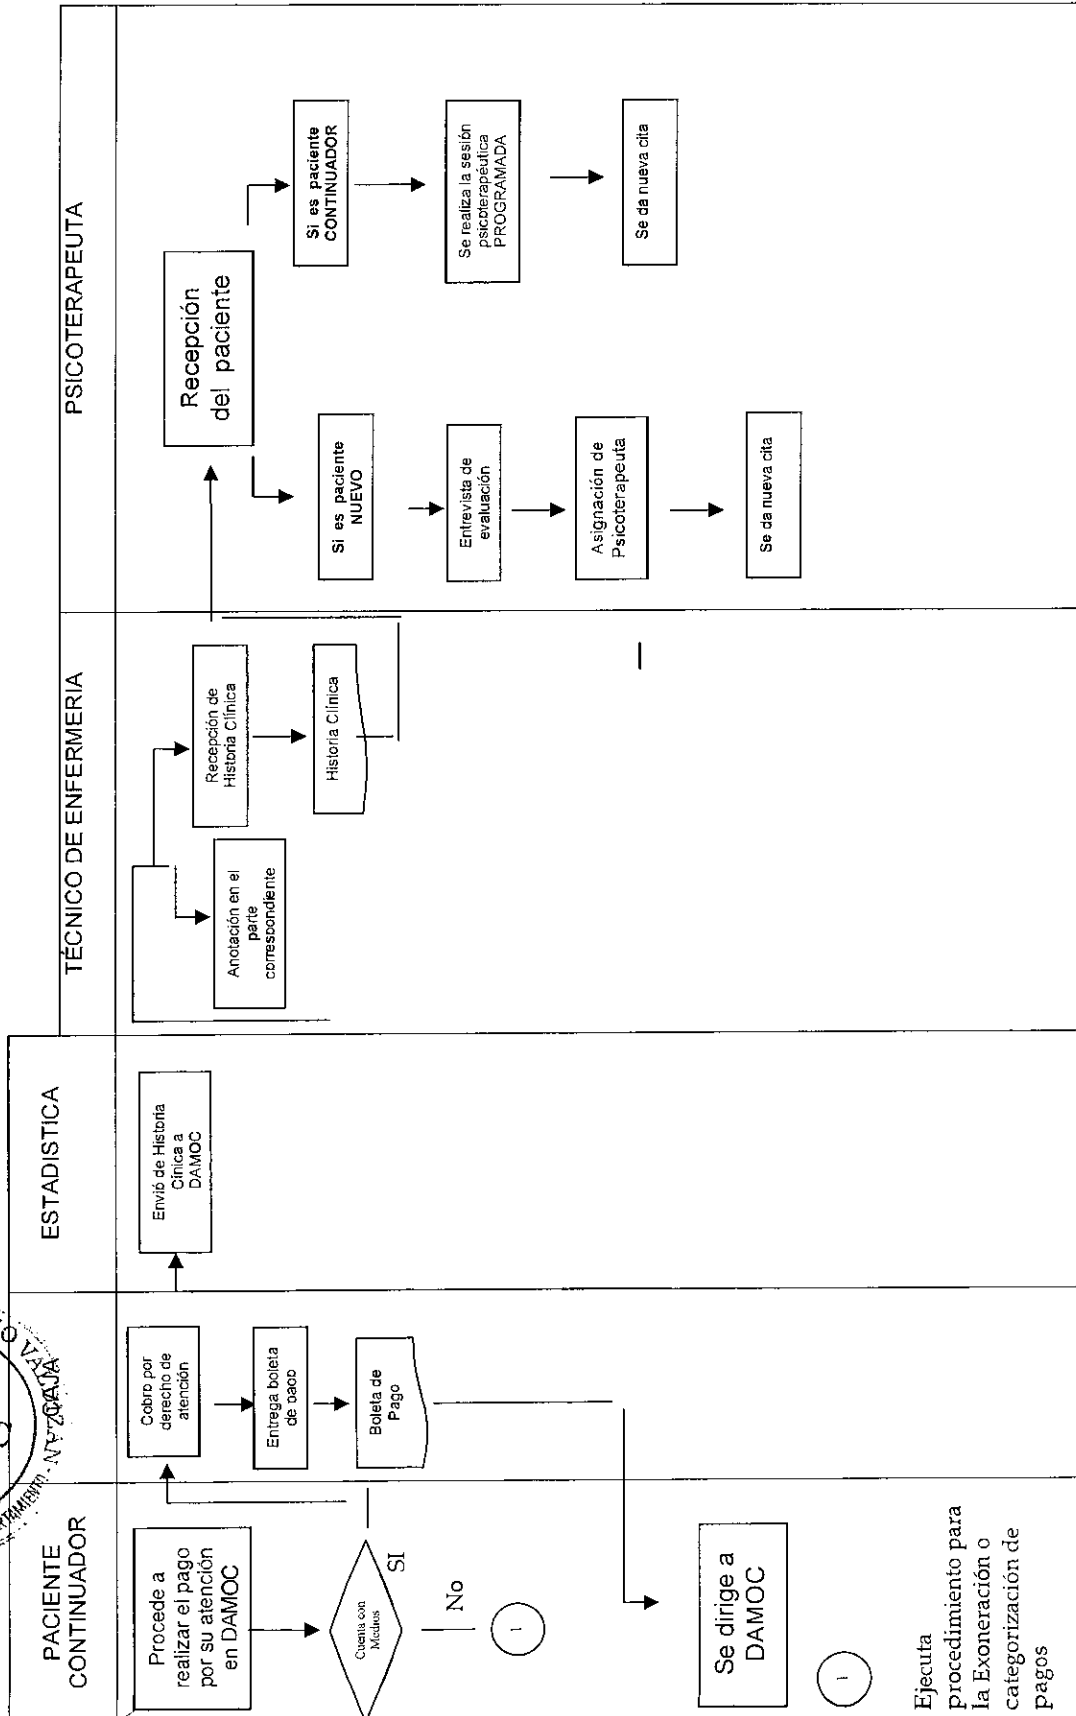 PACIENTE
CONTINUADOR
CAJA
ESTADISTICA
TÉCNICO DE ENFERMERIA
PSICOTERAPEUTA
Procede a
realizar el pago
por su atención
en DAMOC
Cuenta con
Medios
SI
No
1
Se dirige a
DAMOC
1
Ejecuta
procedimiento para
la Exoneración o
categorización de
pagos
Cobro por
derecho de
atención
Entrega boleta
de pago
Boleta de
Pago
Envió de Historia
Cínica a
DAMOC
Anotación en el
parte
correspondiente
Recepción de
Historia Clínica
Historia Clínica
Recepción
del paciente
Si es paciente
NUEVO
Entrevista de
evaluación
Asignación de
Psicoterapeuta
Se da nueva cita
Si es paciente
CONTINUADOR
Se realiza la sesión
psicoterapéutica
PROGRAMADA
Se da nueva cita